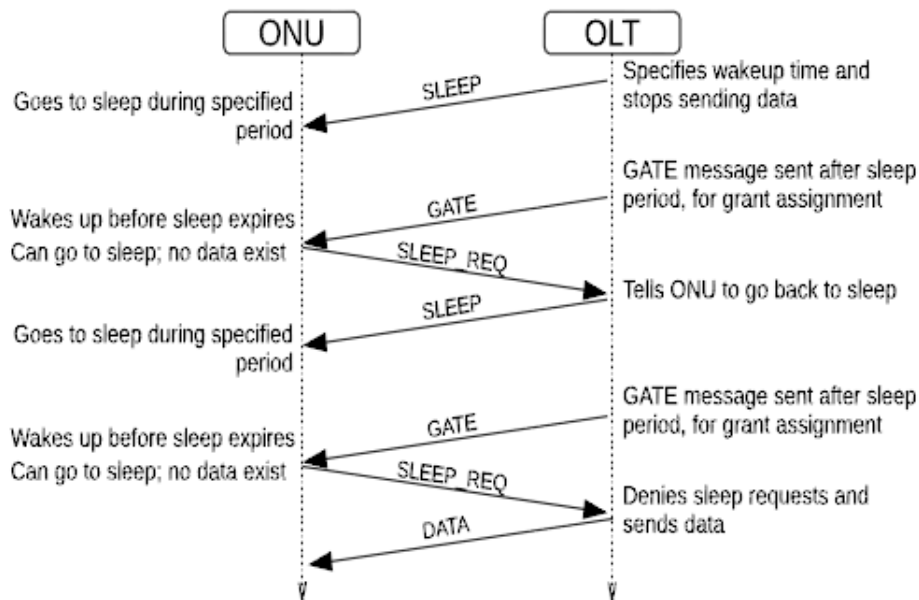 ONU
OLT
Specifies wakeup time and
stops sending data
SLEEP
Goes to sleep during specified
period
GATE message sent after sleep
period, for grant assignment
GATE
Wakes up before sleep expires
Can go to sleep; no data exist
SLEEP_REQ
Tells ONU to go back to sleep
SLEEP
Goes to sleep during specified
period
GATE message sent after sleep
period, for grant assignment
GATE
Wakes up before sleep expires
Can go to sleep; no data exist
SLEEP_REQ
Denies sleep requests and
sends data
DATA